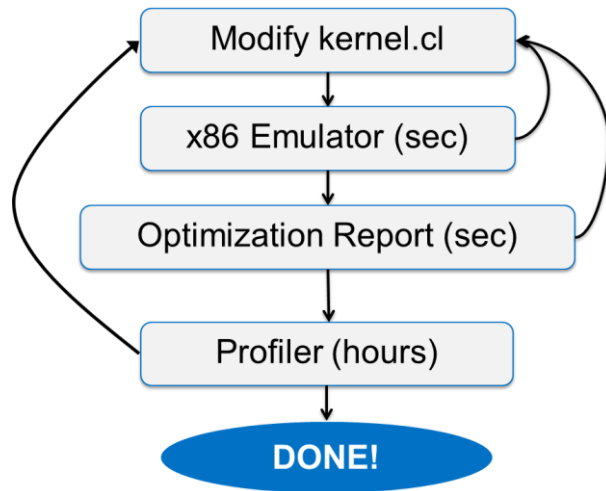 Modify kernel.cl
x86 Emulator (sec)
Optimization Report (sec)
Profiler (hours)
DONE!